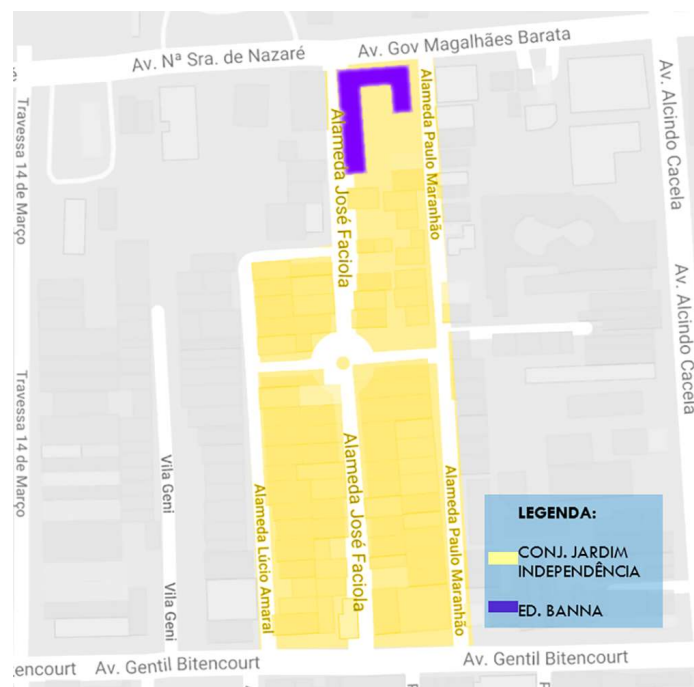 Av. Nª Sra. de Nazaré
Av. Gov Magalhães Barata
Travessa 14 de Março
Alameda José Faciola
Alameda Paulo Maranhão
Av. Alcindo Cacela
Av. Alcindo Cacela
Travessa 14 de Março
Vila Geni
Alameda Lúcio Amaral
Alameda José Faciola
Alameda Paulo Maranhão
Vila Geni
LEGENDA:
CONJ. JARDIM
INDEPENDÊNCIA
ED. BANNA
encourt
Av. Gentil Bitencourt
Av. Gentil Bitencourt